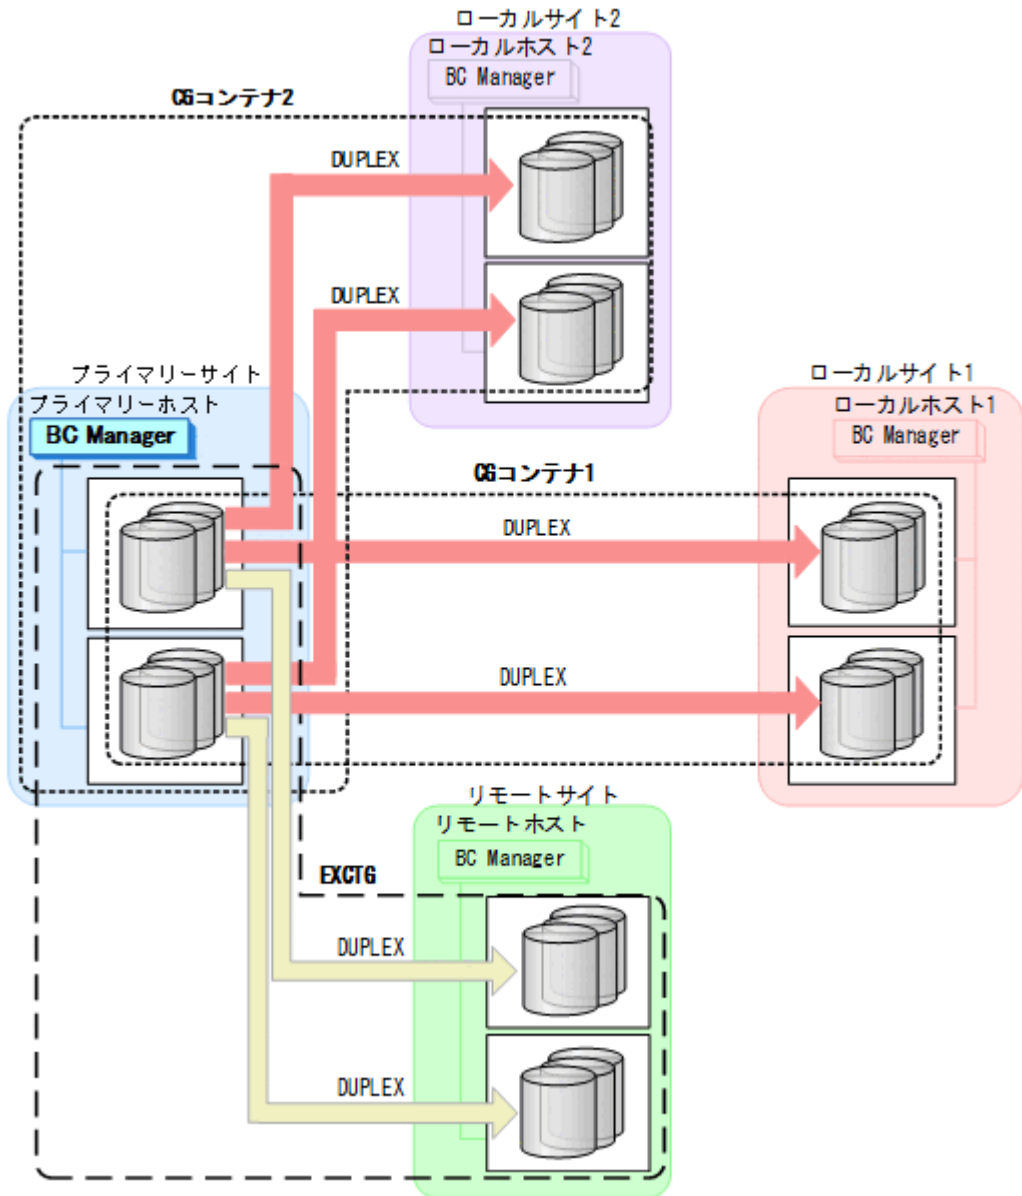 ローカルサイト2
ローカルホスト2
BC Manager
CGコンテナ2
DUPLEX
DUPLEX
プライマリーサイト
プライマリーホスト
BC Manager
ローカルサイト1
ローカルホスト1
BC Manager
CGコンテナ1
DUPLEX
DUPLEX
リモートサイト
リモートホスト
BC Manager
EXCTG
DUPLEX
DUPLEX